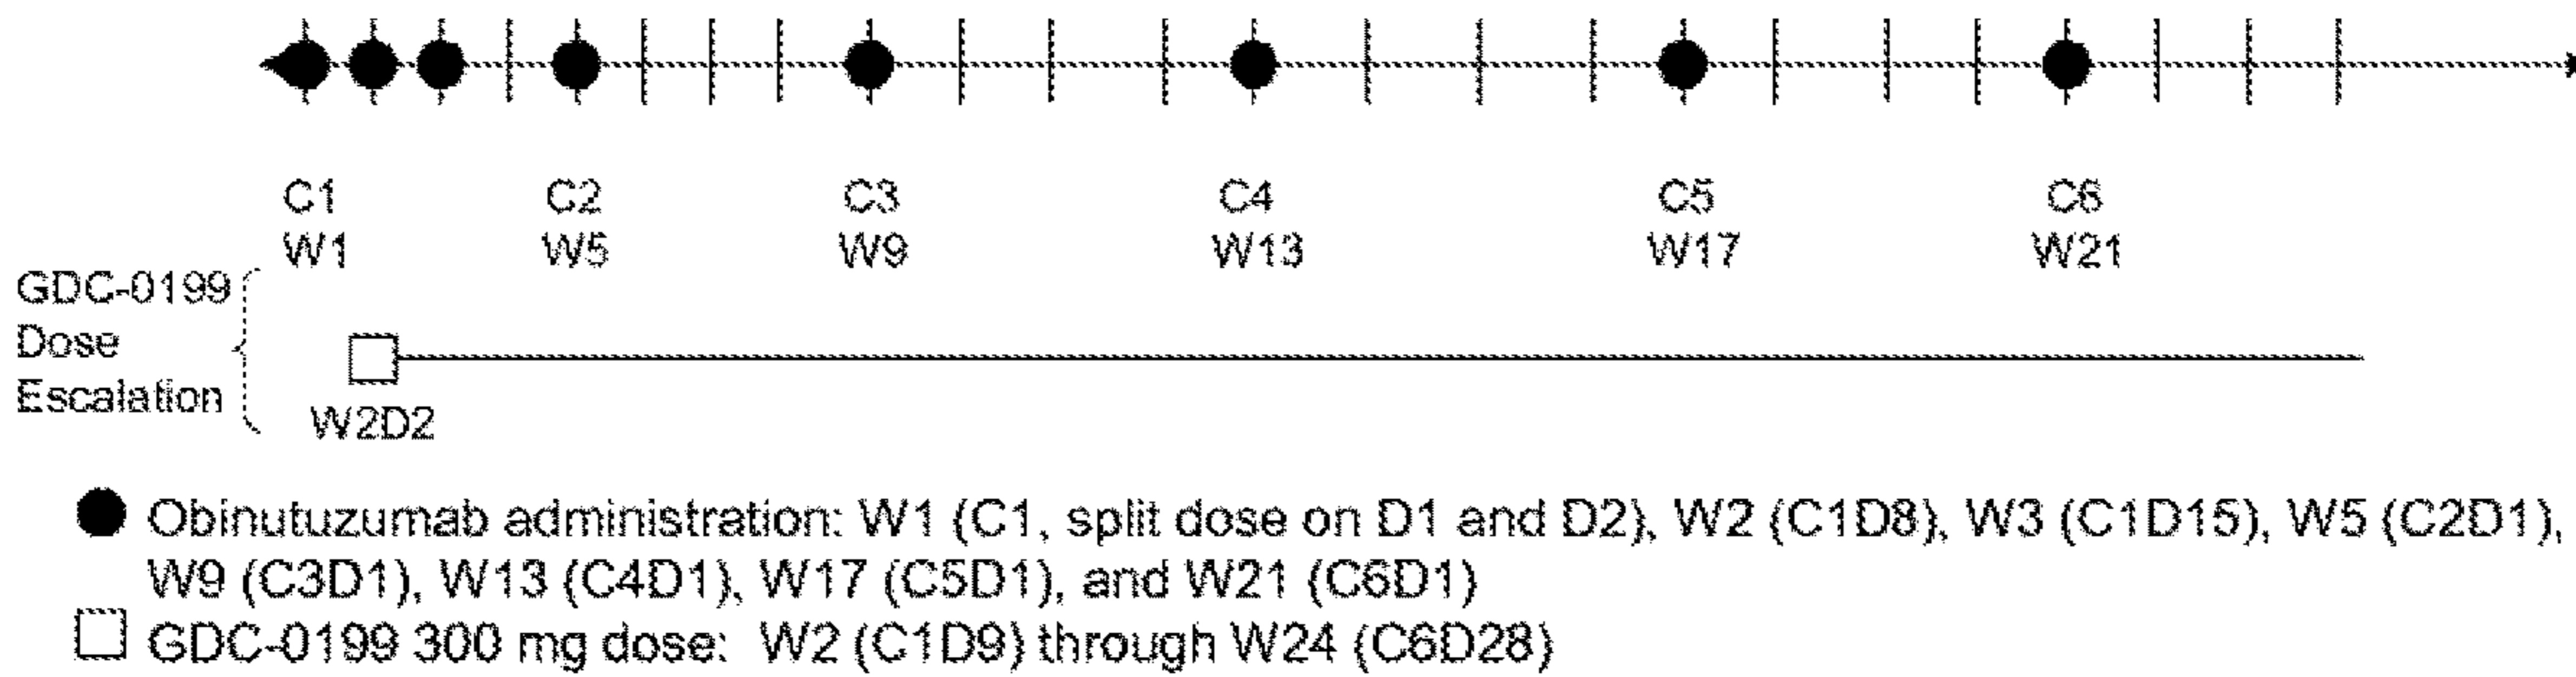 C1 C2 C3 C4 C5 C6
W1 W5 W9 W13 W17 W21
GDC-0199
Dose
Escalation
W2D2
Obinutuzumab administration: W1 (C1, split dose on D1 and D2), W2 (C1D8), W3 (C1D15), W5 (C2D1),
W9 (C3D1), W13 (C4D1), W17 (C5D1), and W21 (C6D1)
GDC-0199 300 mg dose: W2 (C1D9) through W24 (C6D28)